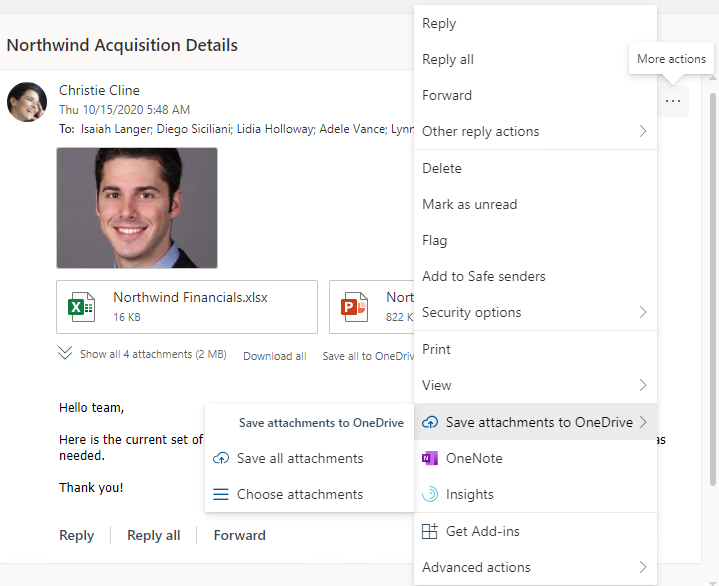 Northwind Acquisition Details
Christie Cline
Thu 10/15/2020 5:48 AM
To: Isaiah Langer; Diego Siciliani; Lidia Holloway; Adele Vance; Lynn
Northwind Financials.xlsx
16 KB
Nort
822 K
Show all 4 attachments (2 MB)
Download all
Save all to OneDriv
Hello team,
Here is the current set of
as
needed.
Thank you!
Reply
Reply all
Forward
Save attachments to OneDrive
Save all attachments
Choose attachments
More actions
Reply
Reply all
Forward
Other reply actions
Delete
Mark as unread
Flag
Add to Safe senders
Security options
Print
View
Save attachments to OneDrive
OneNote
Insights
Get Add-ins
Advanced actions